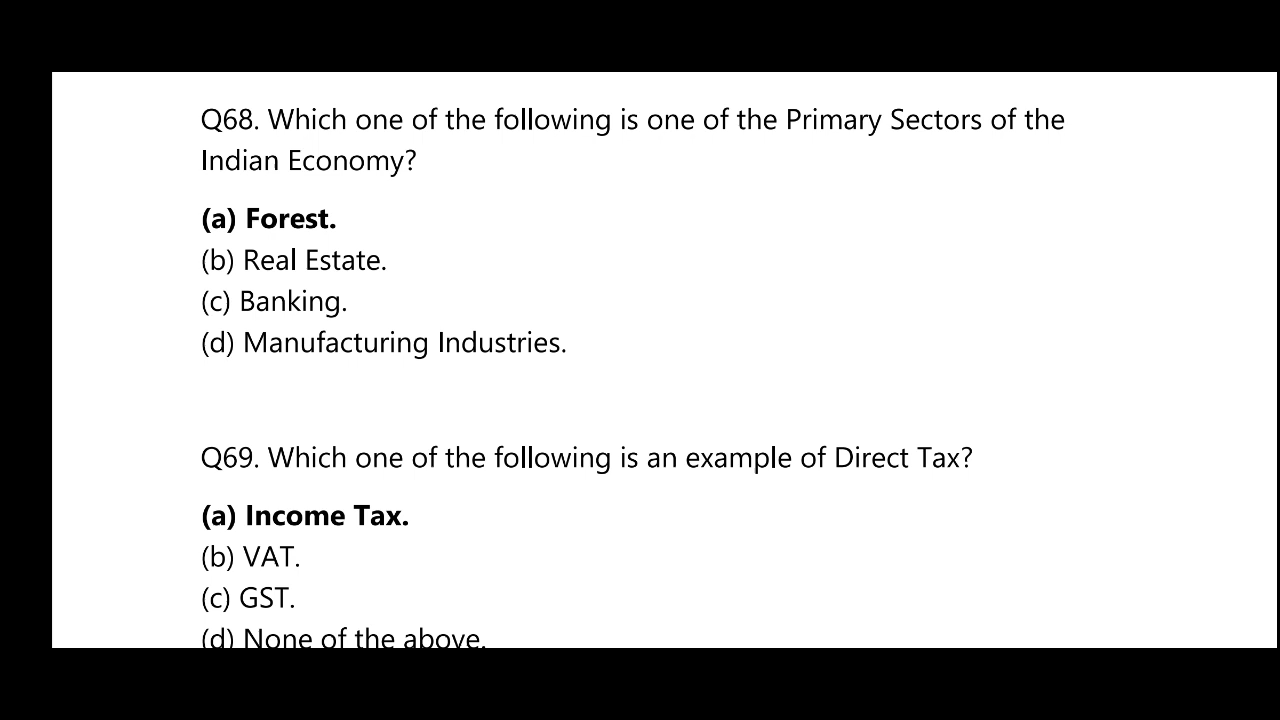 Q68. Which one of the following is one of the Primary Sectors of the
Indian Economy?
(a) Forest.
(b) Real Estate.
(c) Banking.
(d) Manufacturing Industries.
Q69. Which one of the following is an example of Direct Tax?
(a) Income Tax.
(b) VAT.
(c) GST.
(d) None of the above.